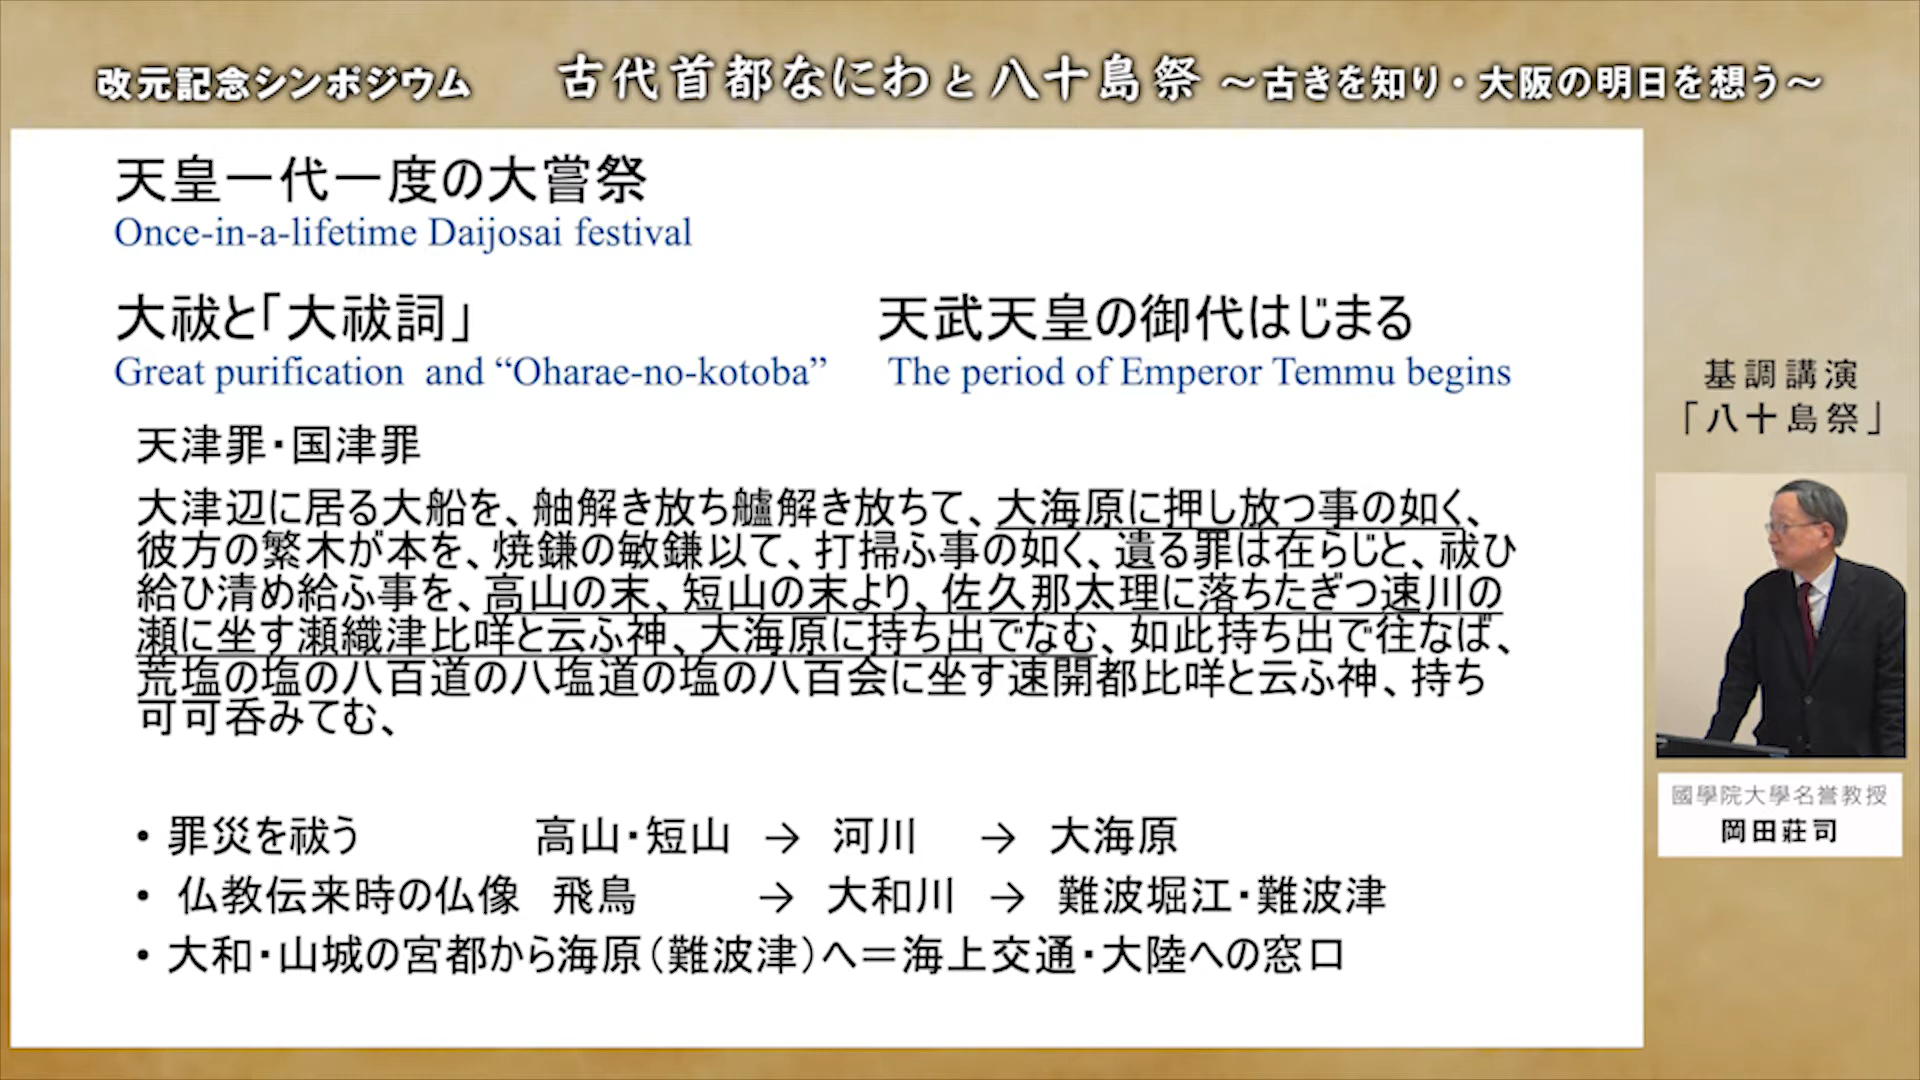 改元記念シンポジウム 古代首都なにわと八十島祭 ～古きを知り・大阪の明日を想う～
天皇一代一度の大嘗祭
Once-in-a-lifetime Daijosai festival
大祓と「大祓詞」 天武天皇の御代はじまる
Great purification and “Oharae-no-kotoba” The period of Emperor Temmu begins
天津罪・国津罪
大津辺に居る大船を、舳解き放ち艫解き放ちて、大海原に押し放つ事の如く、
彼方の繁木が本を、焼鎌の敏鎌以て、打掃ふ事の如く、遺る罪は在らじと、祓ひ
給ひ清め給ふ事を、高山の末、短山の末より、佐久那太理に落ちたぎつ速川の
瀬に坐す瀬織津比咩と云ふ神、大海原に持ち出でなむ、如此持ち出で往なば、
荒塩の塩の八百道の八塩道の塩の八百会に坐す速開都比咩と云ふ神、持ち
可可呑みてむ、
• 罪災を祓う 高山・短山 → 河川 → 大海原
• 仏教伝来時の仏像 飛鳥 → 大和川 → 難波堀江・難波津
• 大和・山城の宮都から海原（難波津）へ＝海上交通・大陸への窓口
基調講演
「八十島祭」
國學院大學名誉教授
岡田莊司